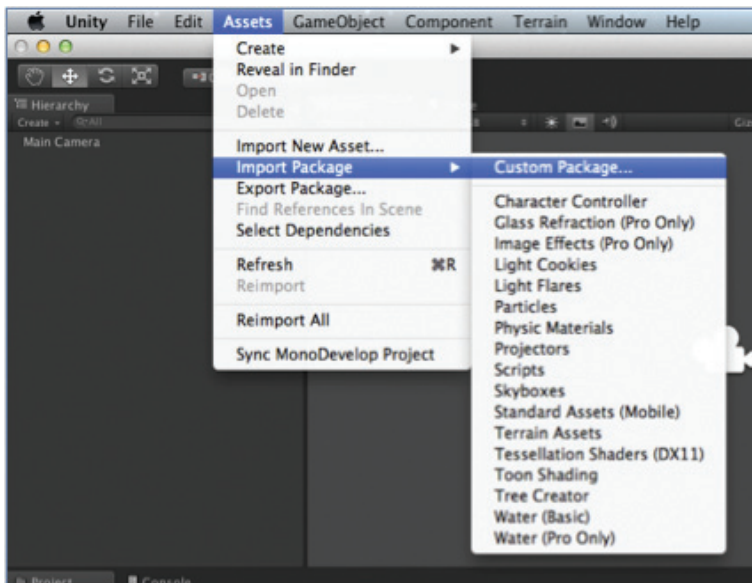 Unity File Edit Assets GameObject Component Terrain Window Help
Hierarchy
Create
All
Main Camera
Create
Reveal in Finder
Open
Delete
Import New Asset...
Import Package
Export Package...
Find References In Scene
Select Dependencies
Refresh ⌘R
Reimport
Reimport All
Sync MonoDevelop Project
Custom Package...
Character Controller
Glass Refraction (Pro Only)
Image Effects (Pro Only)
Light Cookies
Light Flares
Particles
Physic Materials
Projectors
Scripts
Skyboxes
Standard Assets (Mobile)
Terrain Assets
Tessellation Shaders (DX11)
Toon Shading
Tree Creator
Water (Basic)
Water (Pro Only)
Project Console